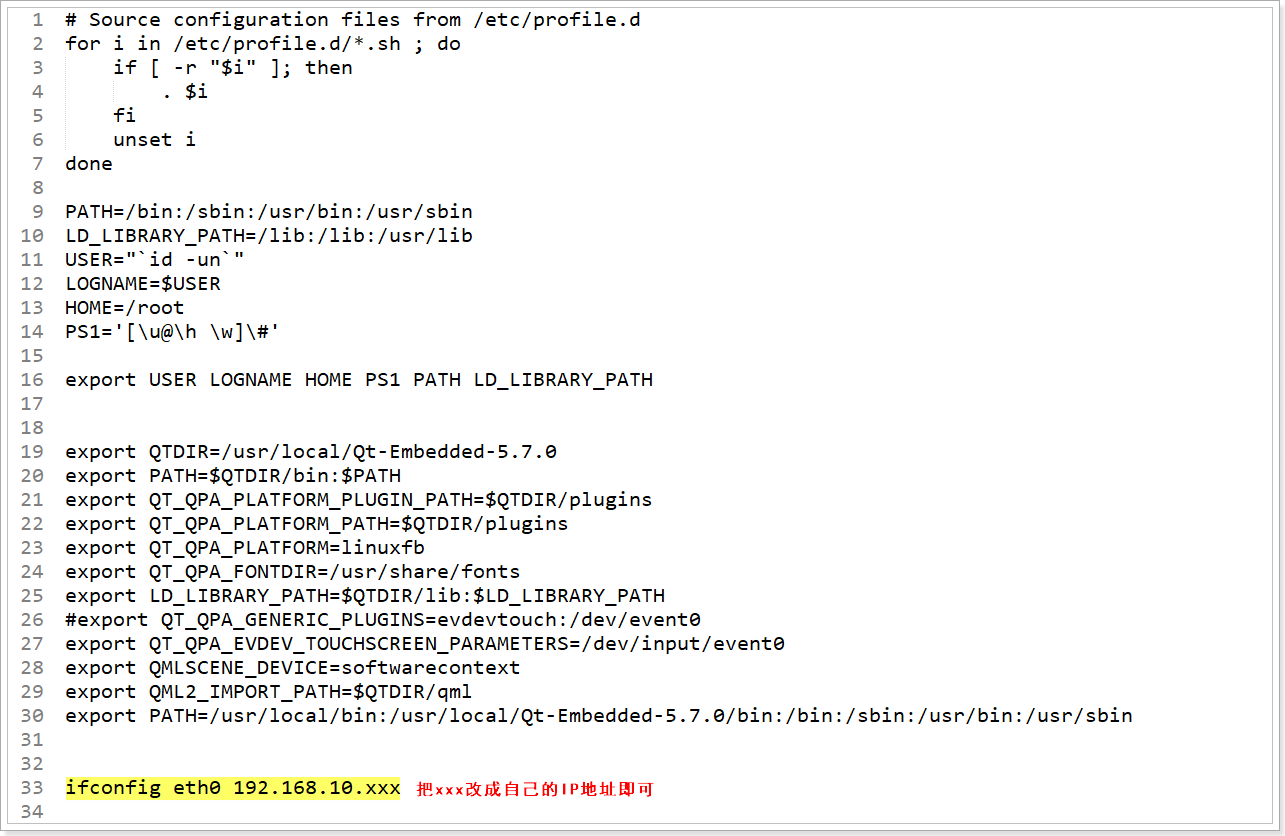 1 # Source configuration files from /etc/profile.d
2 for i in /etc/profile.d/*.sh ; do
3     if [ -r "$i" ]; then
4         . $i
5     fi
6     unset i
7 done
8
9 PATH=/bin:/sbin:/usr/bin:/usr/sbin
10 LD_LIBRARY_PATH=/lib:/lib:/usr/lib
11 USER="`id -un`"
12 LOGNAME=$USER
13 HOME=/root
14 PS1='[\u@\h \w]\#'
15
16 export USER LOGNAME HOME PS1 PATH LD_LIBRARY_PATH
17
18
19 export QTDIR=/usr/local/Qt-Embedded-5.7.0
20 export PATH=$QTDIR/bin:$PATH
21 export QT_QPA_PLATFORM_PLUGIN_PATH=$QTDIR/plugins
22 export QT_QPA_PLATFORM_PATH=$QTDIR/plugins
23 export QT_QPA_PLATFORM=linuxfb
24 export QT_QPA_FONTDIR=/usr/share/fonts
25 export LD_LIBRARY_PATH=$QTDIR/lib:$LD_LIBRARY_PATH
26 #export QT_QPA_GENERIC_PLUGINS=evdevtouch:/dev/event0
27 export QT_QPA_EVDEV_TOUCHSCREEN_PARAMETERS=/dev/input/event0
28 export QMLSCENE_DEVICE=softwarecontext
29 export QML2_IMPORT_PATH=$QTDIR/qml
30 export PATH=/usr/local/bin:/usr/local/Qt-Embedded-5.7.0/bin:/bin:/sbin:/usr/bin:/usr/sbin
31
32
33 ifconfig eth0 192.168.10.xxx 把xxx改成自己的IP地址即可
34